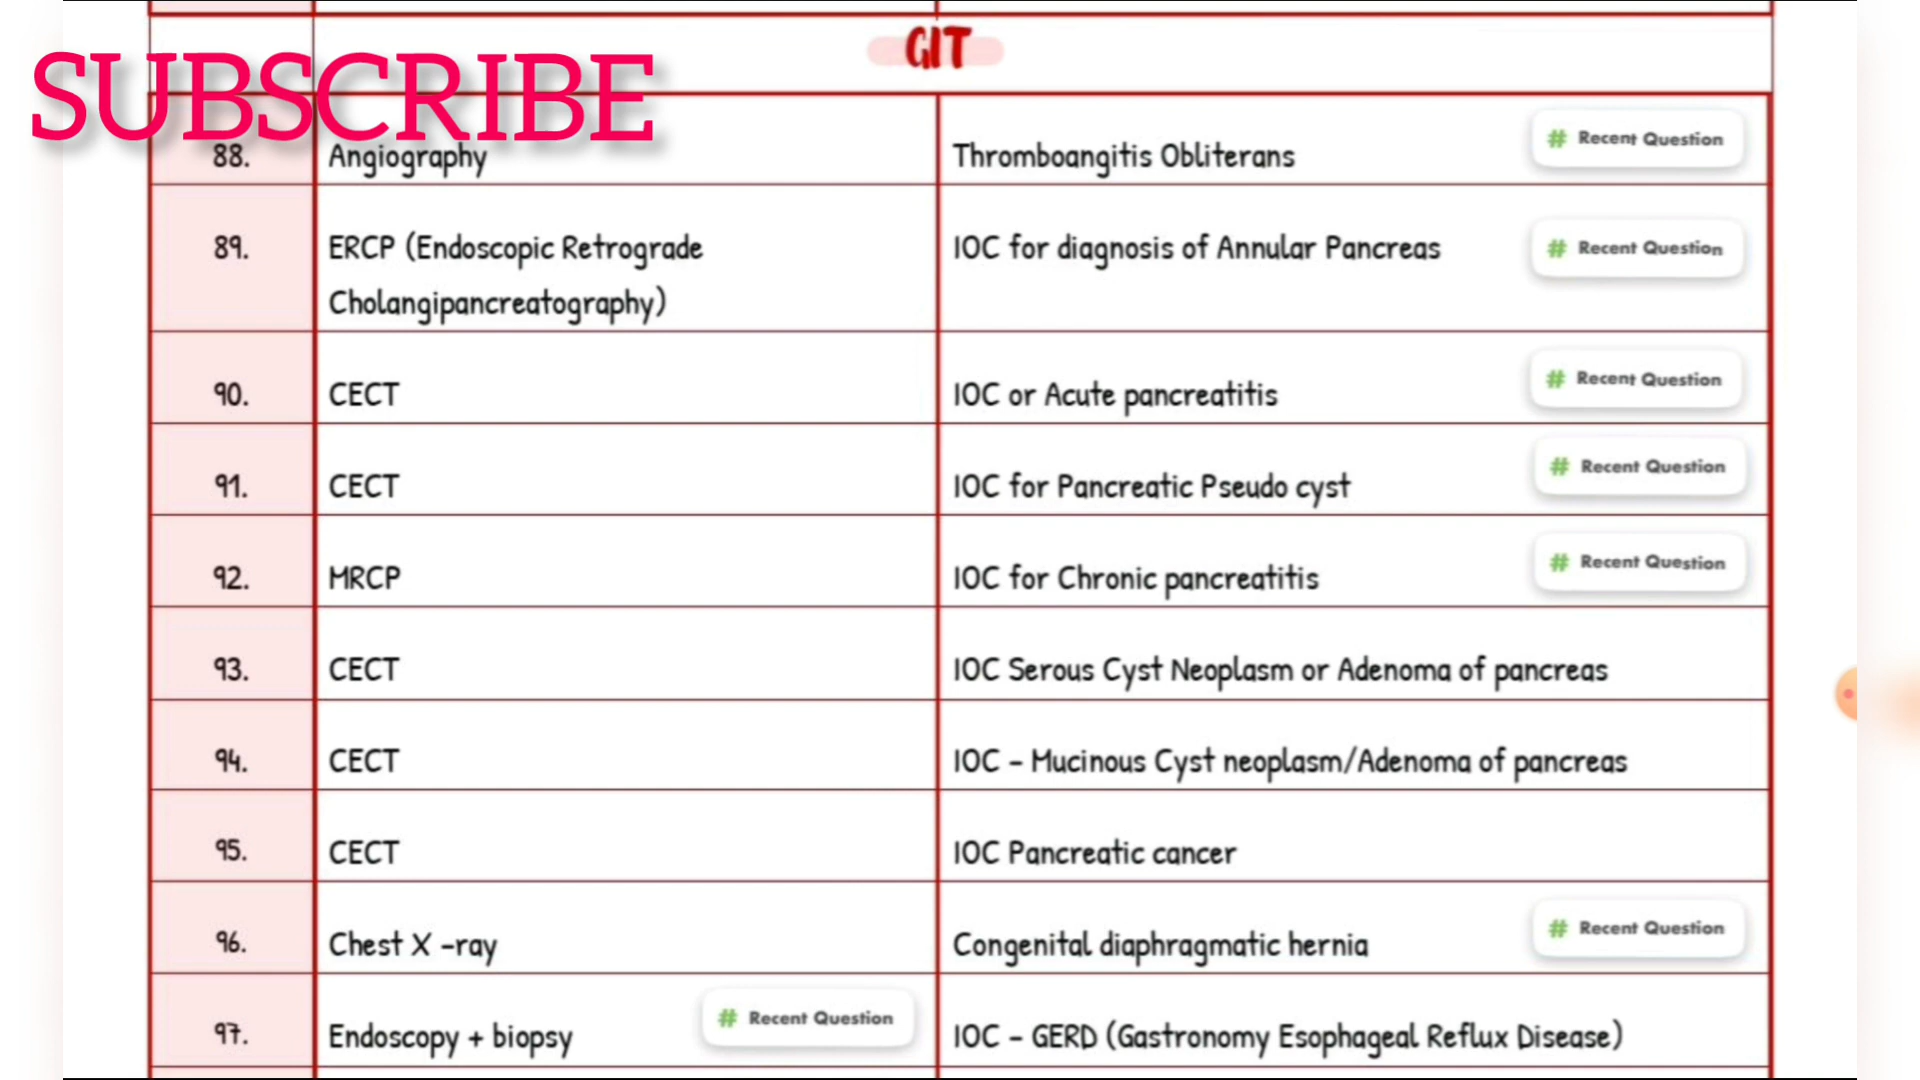 GIT
SUBSCRIBE
88. Angiography Thromboangitis Obliterans # Recent Question
89. ERCP (Endoscopic Retrograde IOC for diagnosis of Annular Pancreas # Recent Question
Cholangipancreatography)
90. CECT IOC or Acute pancreatitis # Recent Question
91. CECT IOC for Pancreatic Pseudo cyst # Recent Question
92. MRCP IOC for Chronic pancreatitis # Recent Question
93. CECT IOC Serous Cyst Neoplasm or Adenoma of pancreas
94. CECT IOC - Mucinous Cyst neoplasm/Adenoma of pancreas
95. CECT IOC Pancreatic cancer
96. Chest X -ray Congenital diaphragmatic hernia # Recent Question
97. Endoscopy + biopsy # Recent Question IOC - GERD (Gastronomy Esophageal Reflux Disease)